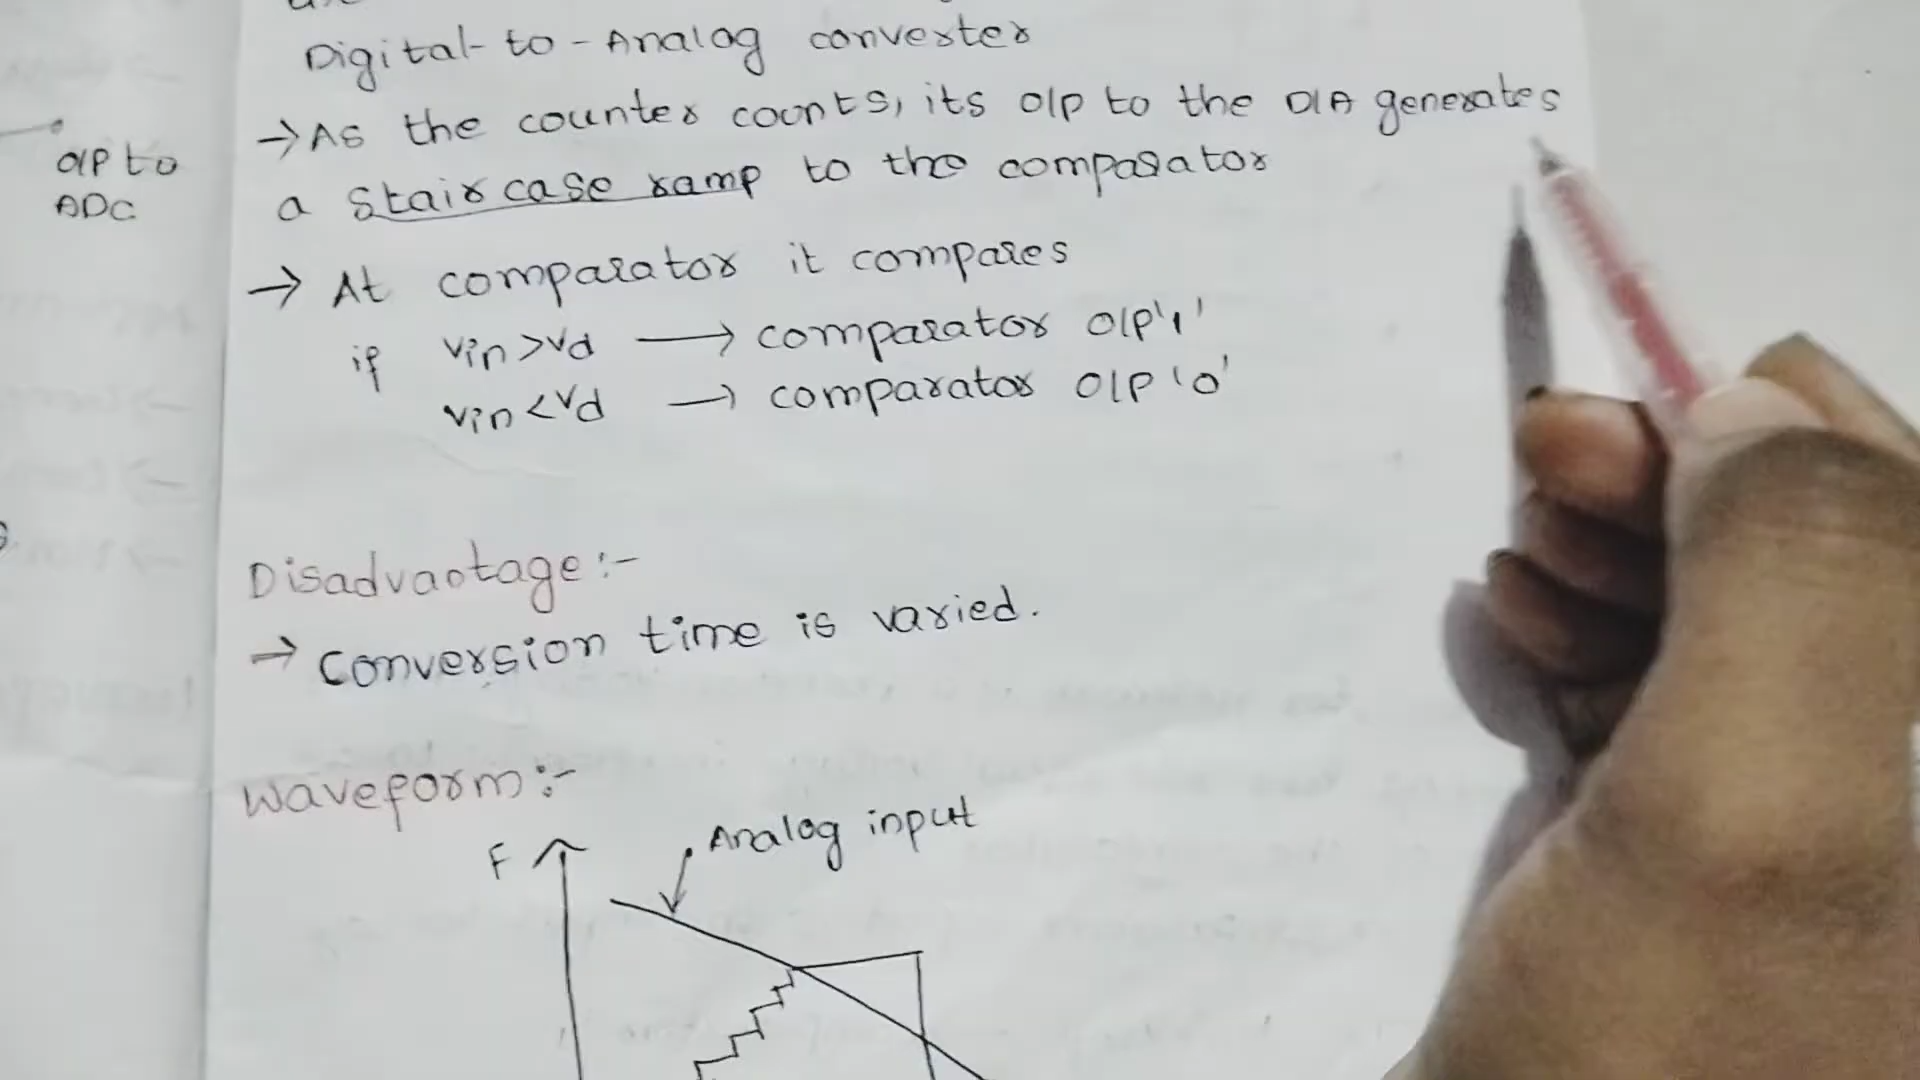 Digital-to-Analog converter
→ As the counter counts, its o/p to the D/A generates
a staircase ramp to the comparator
o/p to
ADC
→ At comparator it compares
if Vin>Vd → comparator O/P '1'
Vin<Vd → comparator O/P '0'
Disadvantage:-
→ conversion time is varied.
Waveform:-
F
Analog input